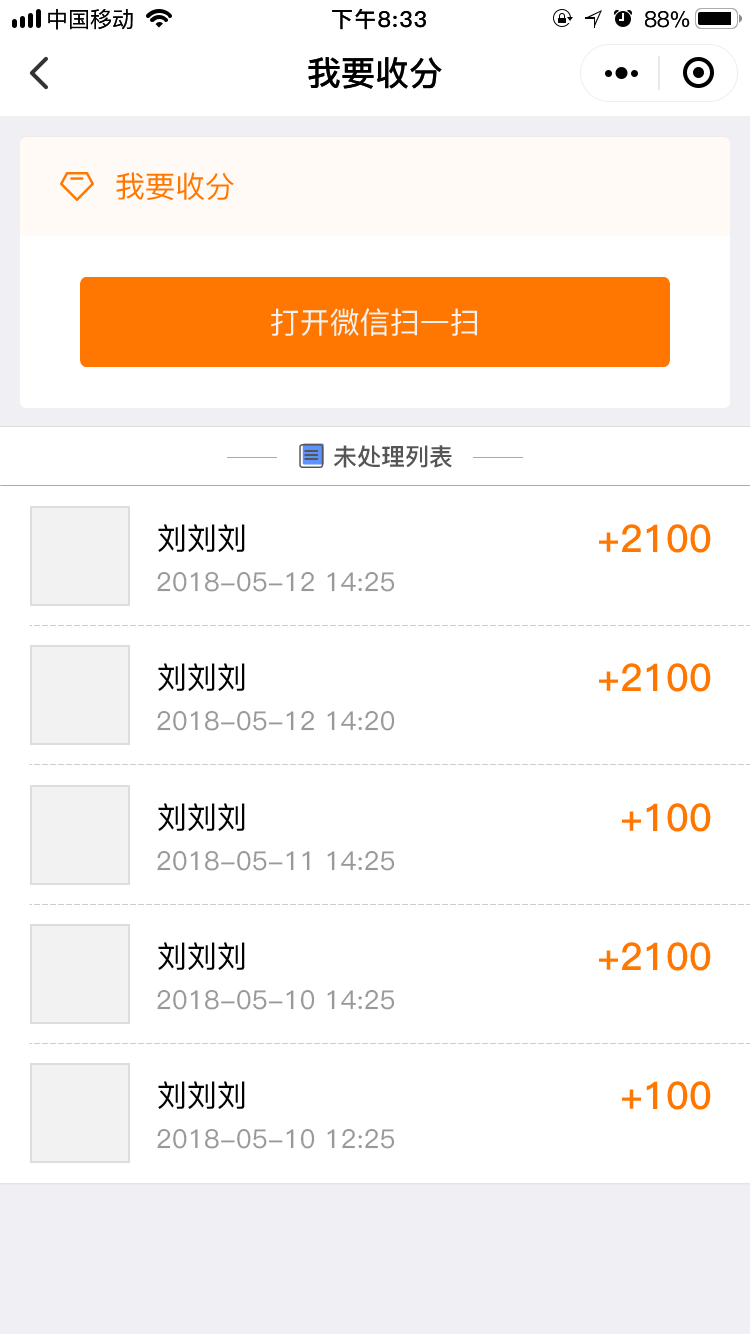 中国移动 下午8:33 88%
我要收分
我要收分
打开微信扫一扫
未处理列表
刘刘刘 +2100
2018-05-12 14:25
刘刘刘 +2100
2018-05-12 14:20
刘刘刘 +100
2018-05-11 14:25
刘刘刘 +2100
2018-05-10 14:25
刘刘刘 +100
2018-05-10 12:25